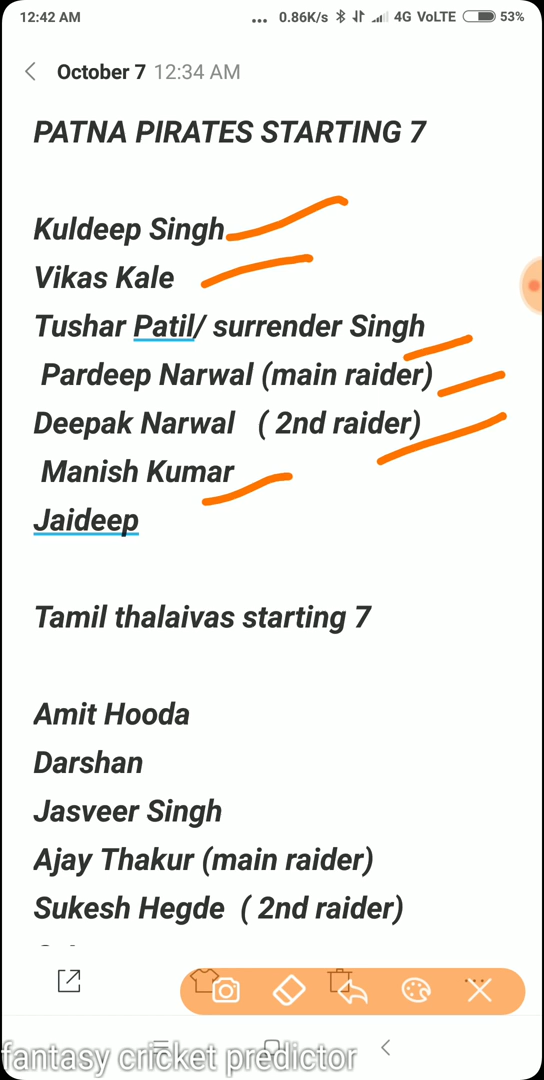 12:42 AM ... 0.86K/s 4G VoLTE 53%
October 7 12:34 AM
PATNA PIRATES STARTING 7
Kuldeep Singh
Vikas Kale
Tushar Patil/ surrender Singh
Pardeep Narwal (main raider)
Deepak Narwal ( 2nd raider)
Manish Kumar
Jaideep
Tamil thalaivas starting 7
Amit Hooda
Darshan
Jasveer Singh
Ajay Thakur (main raider)
Sukesh Hegde ( 2nd raider)
fantasy cricket predictor